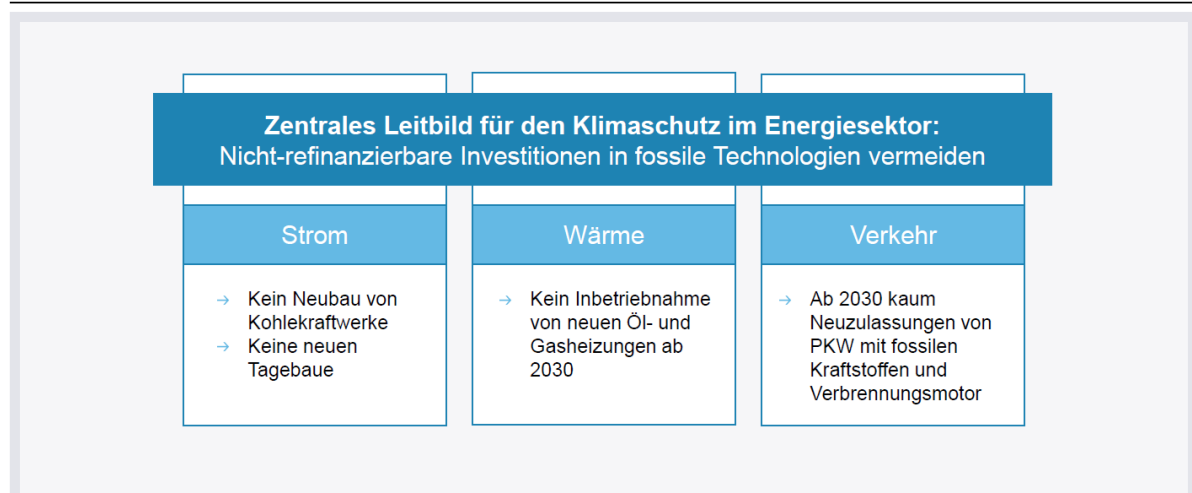 Zentrales Leitbild für den Klimaschutz im Energiesektor:
Nicht-refinanzierbare Investitionen in fossile Technologien vermeiden
Strom
→ Kein Neubau von
Kohlekraftwerke
→ Keine neuen
Tagebaue
Wärme
→ Kein Inbetriebnahme
von neuen Öl- und
Gasheizungen ab
2030
Verkehr
→ Ab 2030 kaum
Neuzulassungen von
PKW mit fossilen
Kraftstoffen und
Verbrennungsmotor